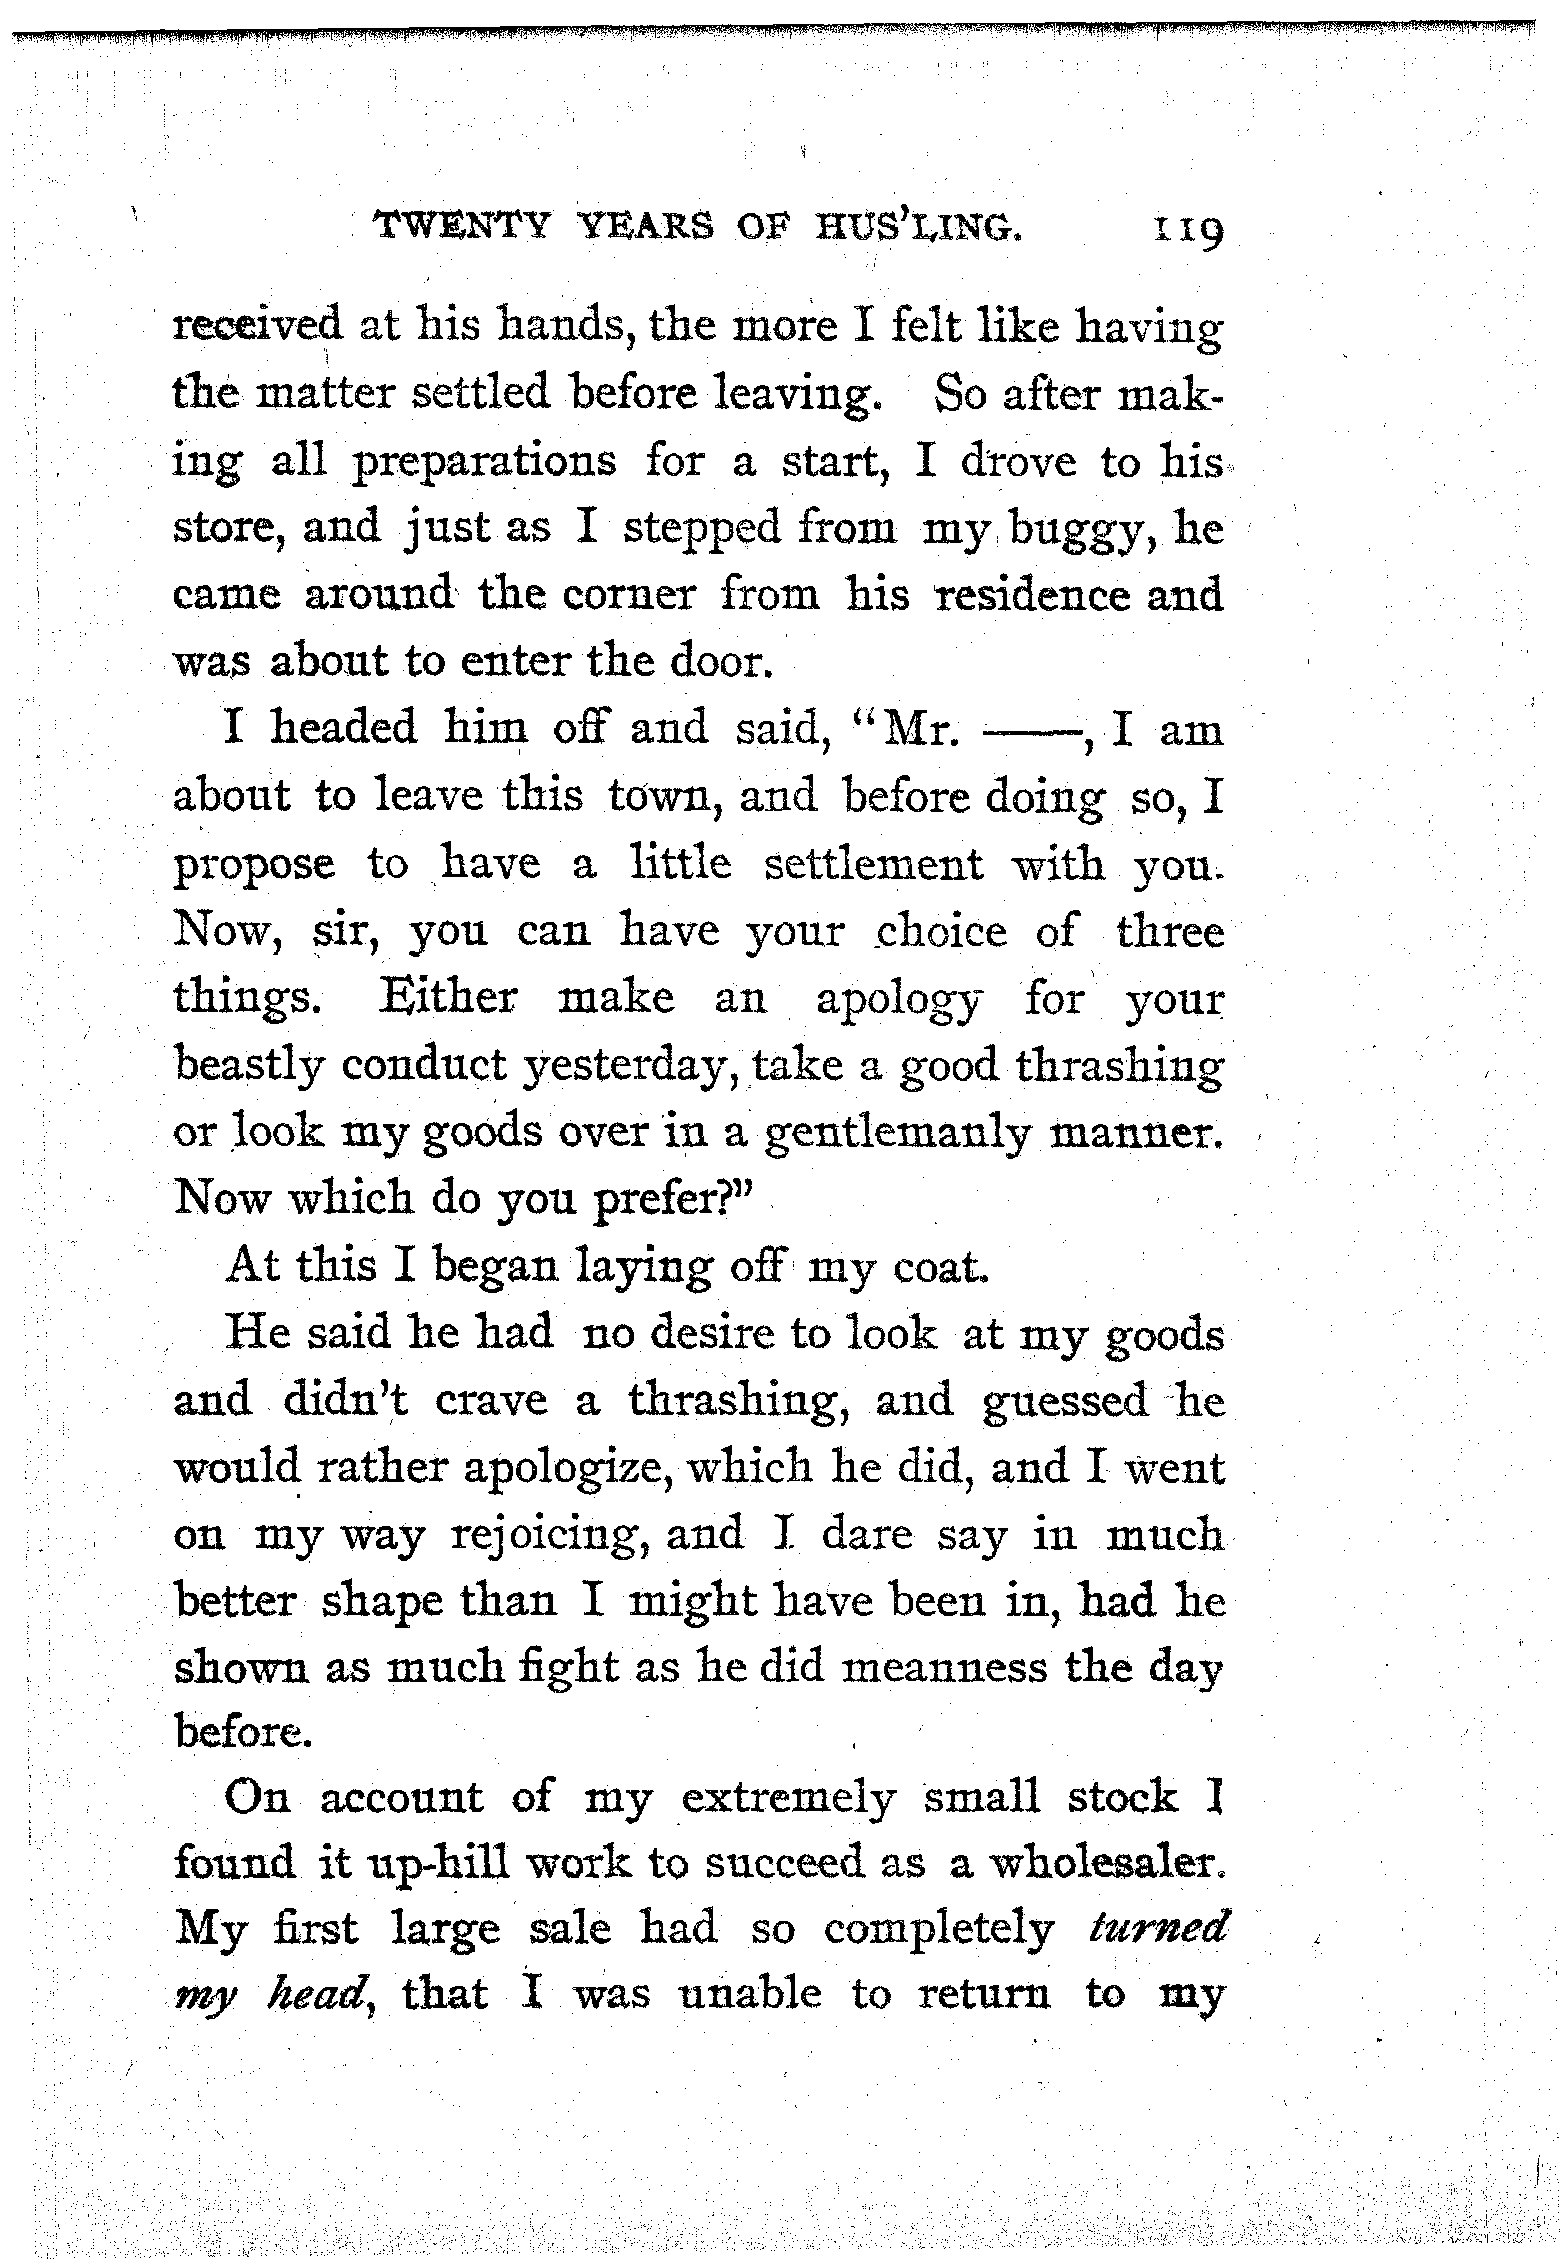 TWENTY YEARS OF HUS'LING. 119
received at his hands, the more I felt like having
the matter settled before leaving. So after mak-
ing all preparations for a start, I drove to his
store, and just as I stepped from my buggy, he
came around the corner from his residence and
was about to enter the door.
I headed him off and said, "Mr. ——, I am
about to leave this town, and before doing so, I
propose to have a little settlement with you.
Now, sir, you can have your choice of three
things. Either make an apology for your
beastly conduct yesterday, take a good thrashing
or look my goods over in a gentlemanly manner.
Now which do you prefer?"
At this I began laying off my coat.
He said he had no desire to look at my goods
and didn't crave a thrashing, and guessed he
would rather apologize, which he did, and I went
on my way rejoicing, and I dare say in much
better shape than I might have been in, had he
shown as much fight as he did meanness the day
before.
On account of my extremely small stock I
found it up-hill work to succeed as a wholesaler.
My first large sale had so completely turned
my head, that I was unable to return to my